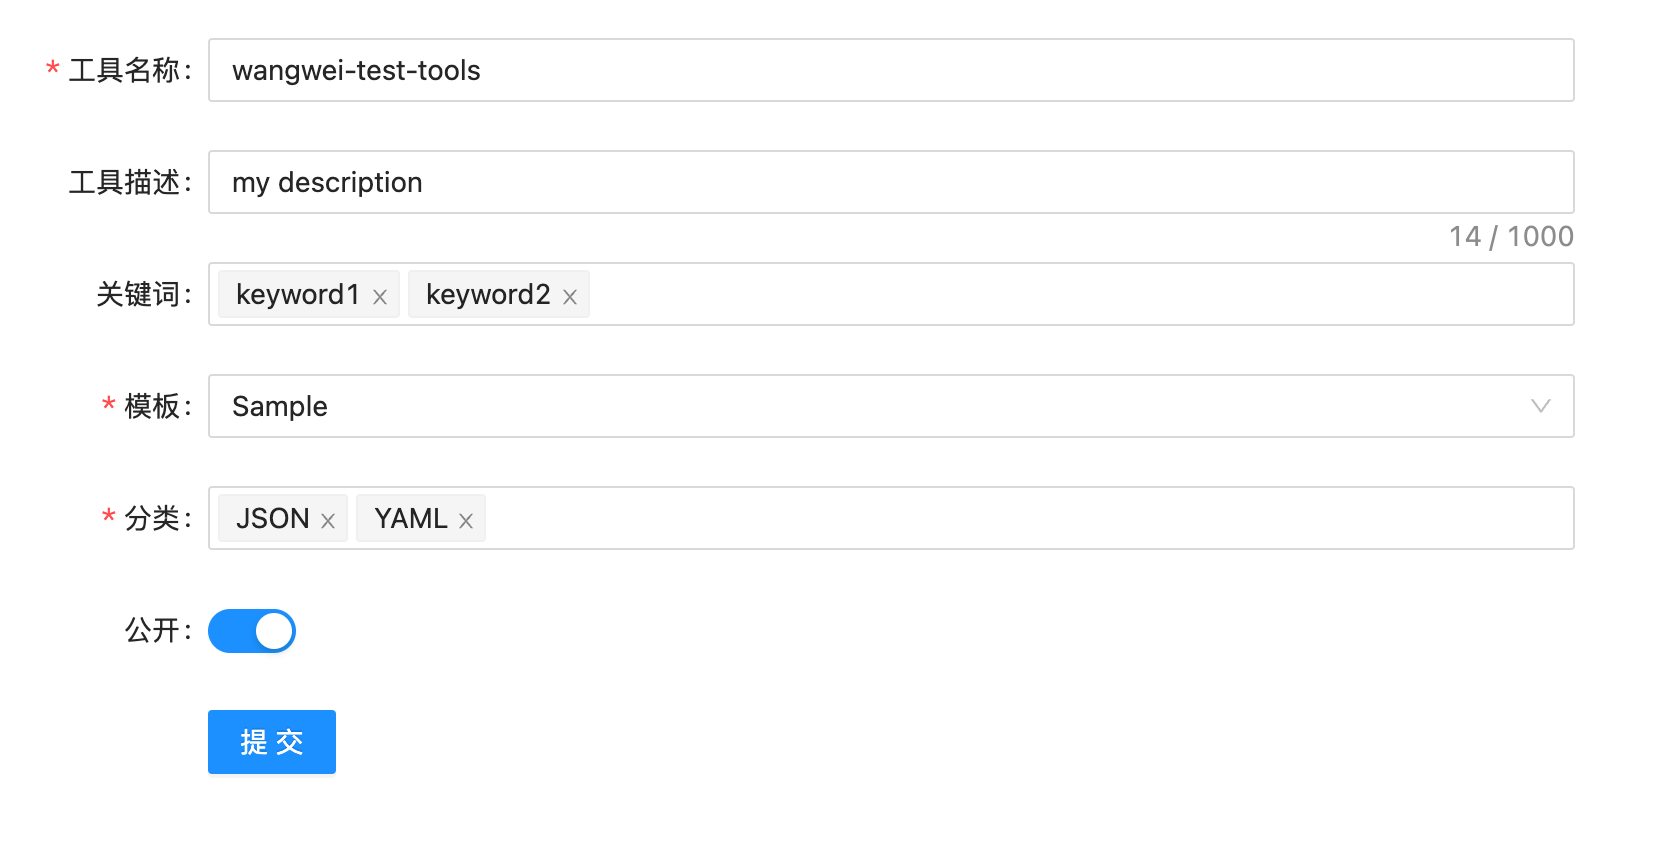 * 工具名称: wangwei-test-tools
工具描述: my description
14 / 1000
关键词: keyword1 × keyword2 ×
* 模板: Sample
* 分类: JSON × YAML ×
公开:
提 交